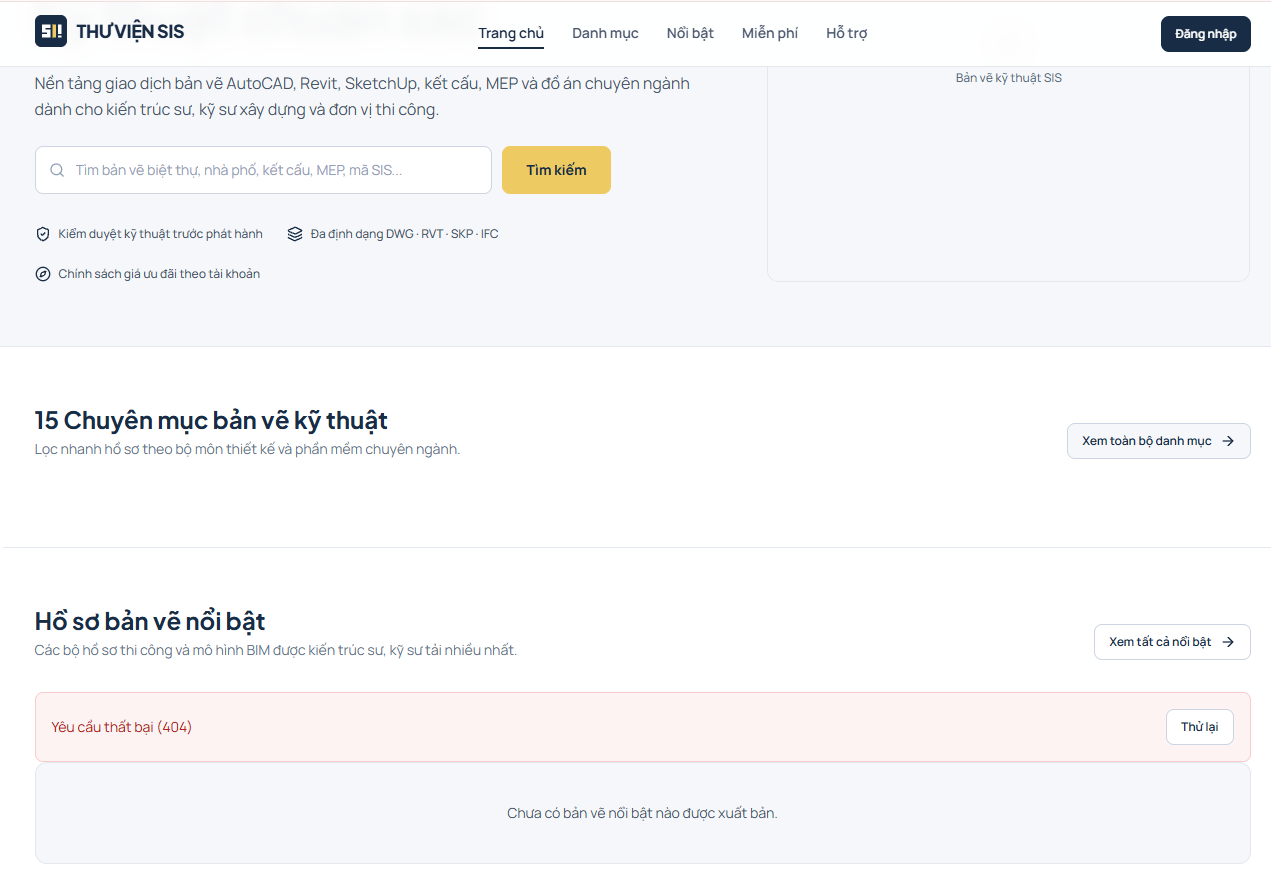 SII! THƯ VIỆN SIS
Trang chủ
Danh mục
Nổi bật
Miễn phí
Hỗ trợ
Đăng nhập
Nền tảng giao dịch bản vẽ AutoCAD, Revit, SketchUp, kết cấu, MEP và đồ án chuyên ngành
dành cho kiến trúc sư, kỹ sư xây dựng và đơn vị thi công.
Bản vẽ kỹ thuật SIS
Tìm bản vẽ biệt thự, nhà phố, kết cấu, MEP, mã SIS...
Tìm kiếm
Kiểm duyệt kỹ thuật trước phát hành
Đa định dạng DWG · RVT · SKP · IFC
Chính sách giá ưu đãi theo tài khoản
15 Chuyên mục bản vẽ kỹ thuật
Lọc nhanh hồ sơ theo bộ môn thiết kế và phần mềm chuyên ngành.
Xem toàn bộ danh mục →
Hồ sơ bản vẽ nổi bật
Các bộ hồ sơ thi công và mô hình BIM được kiến trúc sư, kỹ sư tải nhiều nhất.
Xem tất cả nổi bật →
Yêu cầu thất bại (404)
Thử lại
Chưa có bản vẽ nổi bật nào được xuất bản.